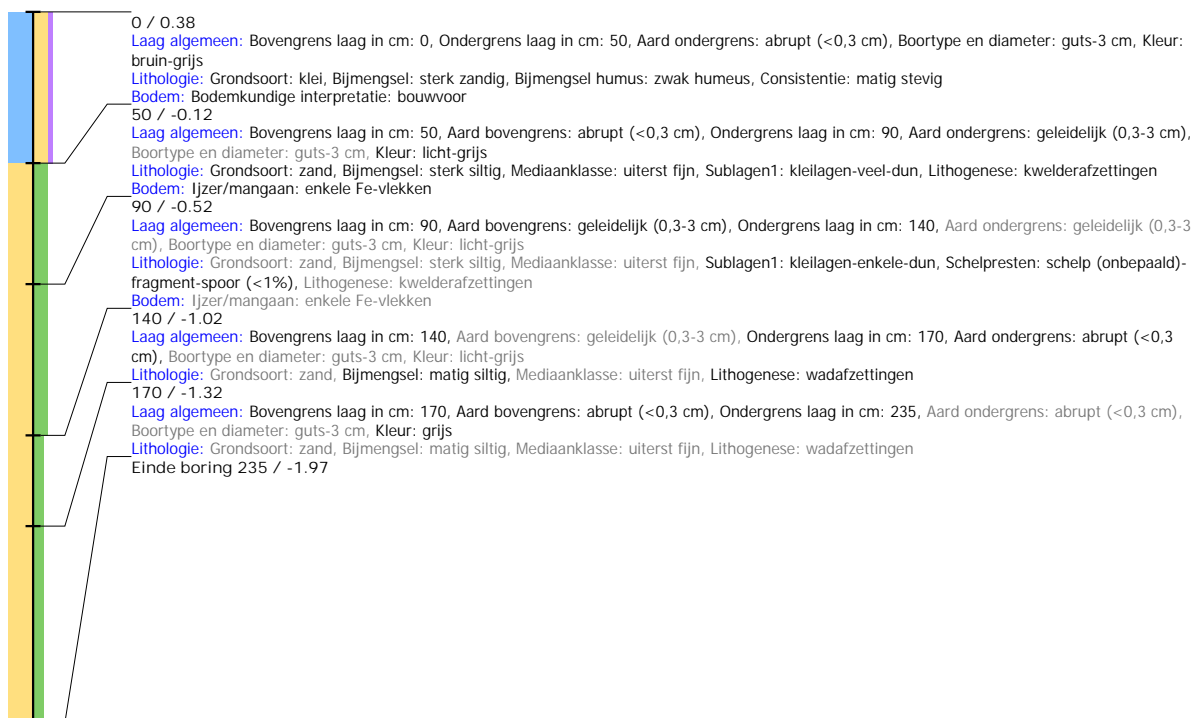 0 / 0.38
Laag algemeen: Bovengrens laag in cm: 0, Ondergrens laag in cm: 50, Aard ondergrens: abrupt (<0,3 cm), Boortype en diameter: guts-3 cm, Kleur:
bruin-grijs
Lithologie: Grondsoort: klei, Bijmengsel: sterk zandig, Bijmengsel humus: zwak humeus, Consistentie: matig stevig
Bodem: Bodemkundige interpretatie: bouwvoor
50 / -0.12
Laag algemeen: Bovengrens laag in cm: 50, Aard bovengrens: abrupt (<0,3 cm), Ondergrens laag in cm: 90, Aard ondergrens: geleidelijk (0,3-3 cm),
Boortype en diameter: guts-3 cm, Kleur: licht-grijs
Lithologie: Grondsoort: zand, Bijmengsel: sterk siltig, Mediaanklasse: uiterst fijn, Sublagen1: kleilagen-veel-dun, Lithogenese: kwelderafzettingen
Bodem: Ijzer/mangaan: enkele Fe-vlekken
90 / -0.52
Laag algemeen: Bovengrens laag in cm: 90, Aard bovengrens: geleidelijk (0,3-3 cm), Ondergrens laag in cm: 140, Aard ondergrens: geleidelijk (0,3-3
cm), Boortype en diameter: guts-3 cm, Kleur: licht-grijs
Lithologie: Grondsoort: zand, Bijmengsel: sterk siltig, Mediaanklasse: uiterst fijn, Sublagen1: kleilagen-enkele-dun, Schelpresten: schelp (onbepaald)-
fragment-spoor (<1%), Lithogenese: kwelderafzettingen
Bodem: Ijzer/mangaan: enkele Fe-vlekken
140 / -1.02
Laag algemeen: Bovengrens laag in cm: 140, Aard bovengrens: geleidelijk (0,3-3 cm), Ondergrens laag in cm: 170, Aard ondergrens: abrupt (<0,3
cm), Boortype en diameter: guts-3 cm, Kleur: licht-grijs
Lithologie: Grondsoort: zand, Bijmengsel: matig siltig, Mediaanklasse: uiterst fijn, Lithogenese: wadafzettingen
170 / -1.32
Laag algemeen: Bovengrens laag in cm: 170, Aard bovengrens: abrupt (<0,3 cm), Ondergrens laag in cm: 235, Aard ondergrens: abrupt (<0,3 cm),
Boortype en diameter: guts-3 cm, Kleur: grijs
Lithologie: Grondsoort: zand, Bijmengsel: matig siltig, Mediaanklasse: uiterst fijn, Lithogenese: wadafzettingen
Einde boring 235 / -1.97